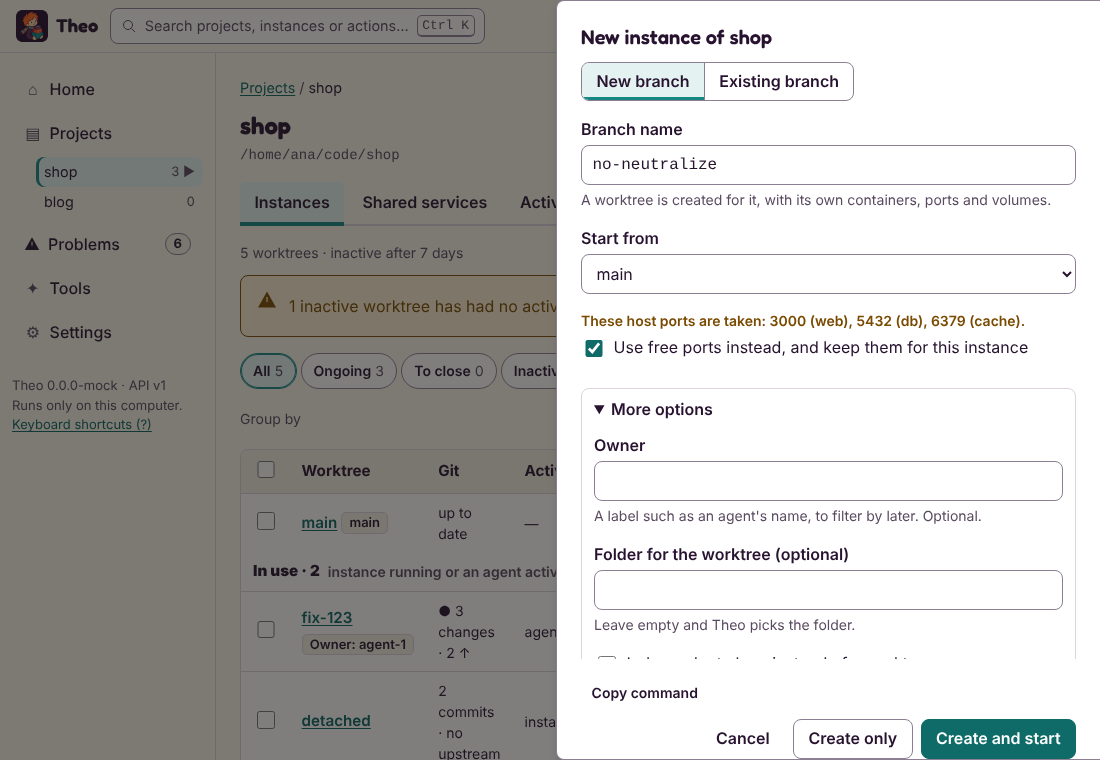 Theo
Search projects, instances or actions... Ctrl K
Home
Projects
shop 3
blog 0
Problems 6
Tools
Settings
Theo 0.0.0-mock · API v1
Runs only on this computer.
Keyboard shortcuts (?)
Projects / shop
shop
/home/ana/code/shop
Instances Shared services
5 worktrees · inactive after 7 days
1 inactive worktree has had no
All 5 Ongoing 3 To close 0
Group by
Worktree Git
main main up to
date
—
In use · 2 instance running or an agent
fix-123
Owner: agent-1
● 3
changes
· 2 ↑
detached
2
commits
· no
upstream
New instance of shop
New branch Existing branch
Branch name
no-neutralize
A worktree is created for it, with its own containers, ports and volumes.
Start from
main
These host ports are taken: 3000 (web), 5432 (db), 6379 (cache).
Use free ports instead, and keep them for this instance
More options
Owner
A label such as an agent's name, to filter by later. Optional.
Folder for the worktree (optional)
Leave empty and Theo picks the folder.
Copy command
Cancel Create only Create and start